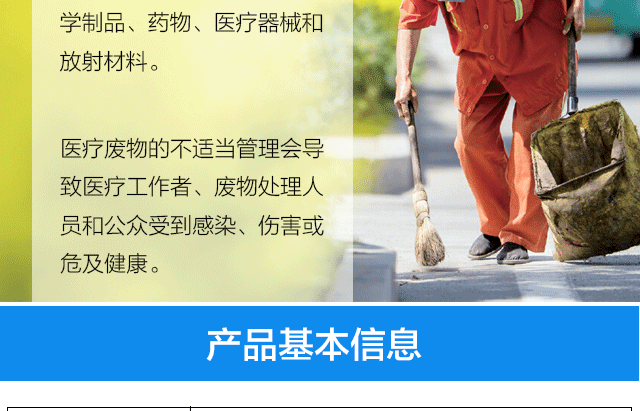 学制品、药物、医疗器械和
放射材料。
医疗废物的不适当管理会导
致医疗工作者、废物处理人
员和公众受到感染、伤害或
危及健康。
产品基本信息